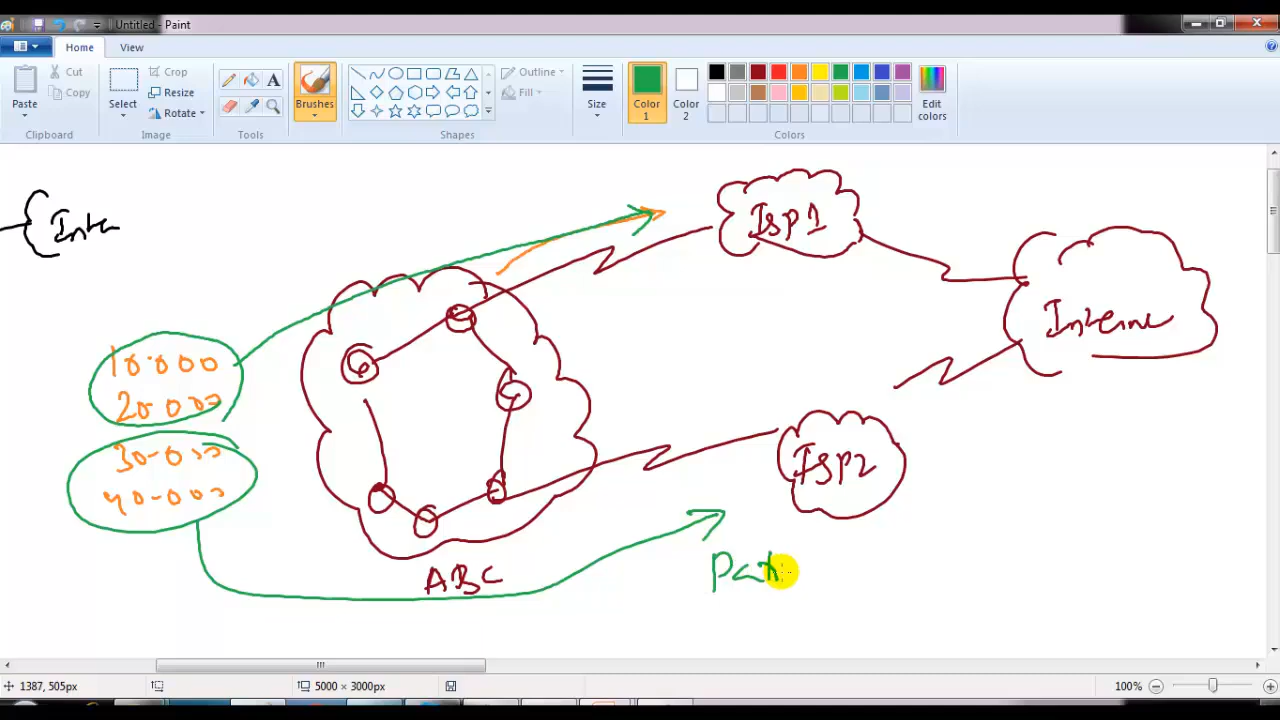 Untitled - Paint
Home View
Paste
Cut
Copy
Clipboard
Select
Crop
Resize
Rotate
Image
Tools
Brushes
Shapes
Outline
Fill
Size
Color 1
Color 2
Edit colors
Colors
Inte
ISP1
Interne
10.000
20.000
30.000
40.000
ISP2
ABC
Pat
1387, 505px
5000 × 3000px
100%